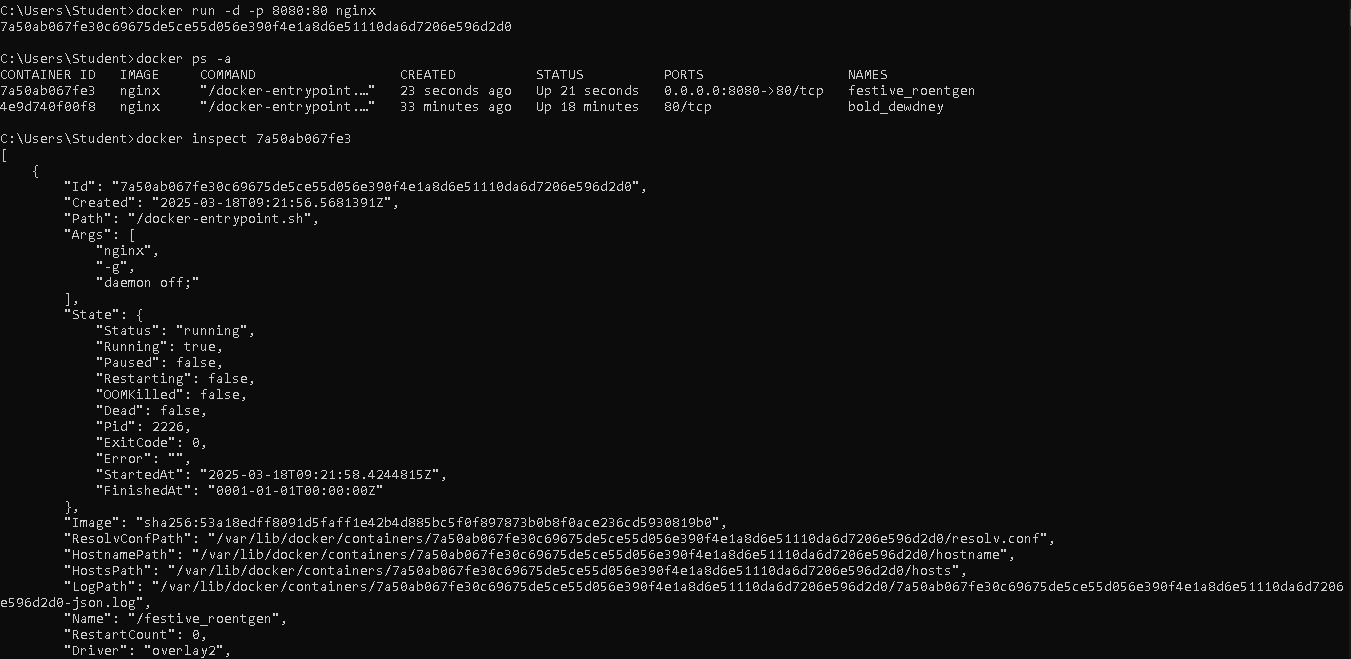 C:\Users\Student>docker run -d -p 8080:80 nginx
7a50ab067fe30c69675de5ce55d056e390f4e1a8d6e51110da6d7206e596d2d0

C:\Users\Student>docker ps -a
CONTAINER ID   IMAGE     COMMAND                  CREATED          STATUS          PORTS                  NAMES
7a50ab067fe3   nginx     "/docker-entrypoint.…"   23 seconds ago   Up 21 seconds   0.0.0.0:8080->80/tcp   festive_roentgen
4e9d740f00f8   nginx     "/docker-entrypoint.…"   33 minutes ago   Up 18 minutes   80/tcp                 bold_dewdney

C:\Users\Student>docker inspect 7a50ab067fe3
[
    {
        "Id": "7a50ab067fe30c69675de5ce55d056e390f4e1a8d6e51110da6d7206e596d2d0",
        "Created": "2025-03-18T09:21:56.5681391Z",
        "Path": "/docker-entrypoint.sh",
        "Args": [
            "nginx",
            "-g",
            "daemon off;"
        ],
        "State": {
            "Status": "running",
            "Running": true,
            "Paused": false,
            "Restarting": false,
            "OOMKilled": false,
            "Dead": false,
            "Pid": 2226,
            "ExitCode": 0,
            "Error": "",
            "StartedAt": "2025-03-18T09:21:58.4244815Z",
            "FinishedAt": "0001-01-01T00:00:00Z"
        },
        "Image": "sha256:53a18edff8091d5faff1e42b4d885bc5f0f897873b0b8f0ace236cd5930819b0",
        "ResolvConfPath": "/var/lib/docker/containers/7a50ab067fe30c69675de5ce55d056e390f4e1a8d6e51110da6d7206e596d2d0/resolv.conf",
        "HostnamePath": "/var/lib/docker/containers/7a50ab067fe30c69675de5ce55d056e390f4e1a8d6e51110da6d7206e596d2d0/hostname",
        "HostsPath": "/var/lib/docker/containers/7a50ab067fe30c69675de5ce55d056e390f4e1a8d6e51110da6d7206e596d2d0/hosts",
        "LogPath": "/var/lib/docker/containers/7a50ab067fe30c69675de5ce55d056e390f4e1a8d6e51110da6d7206e596d2d0/7a50ab067fe30c69675de5ce55d056e390f4e1a8d6e51110da6d7206
e596d2d0-json.log",
        "Name": "/festive_roentgen",
        "RestartCount": 0,
        "Driver": "overlay2",